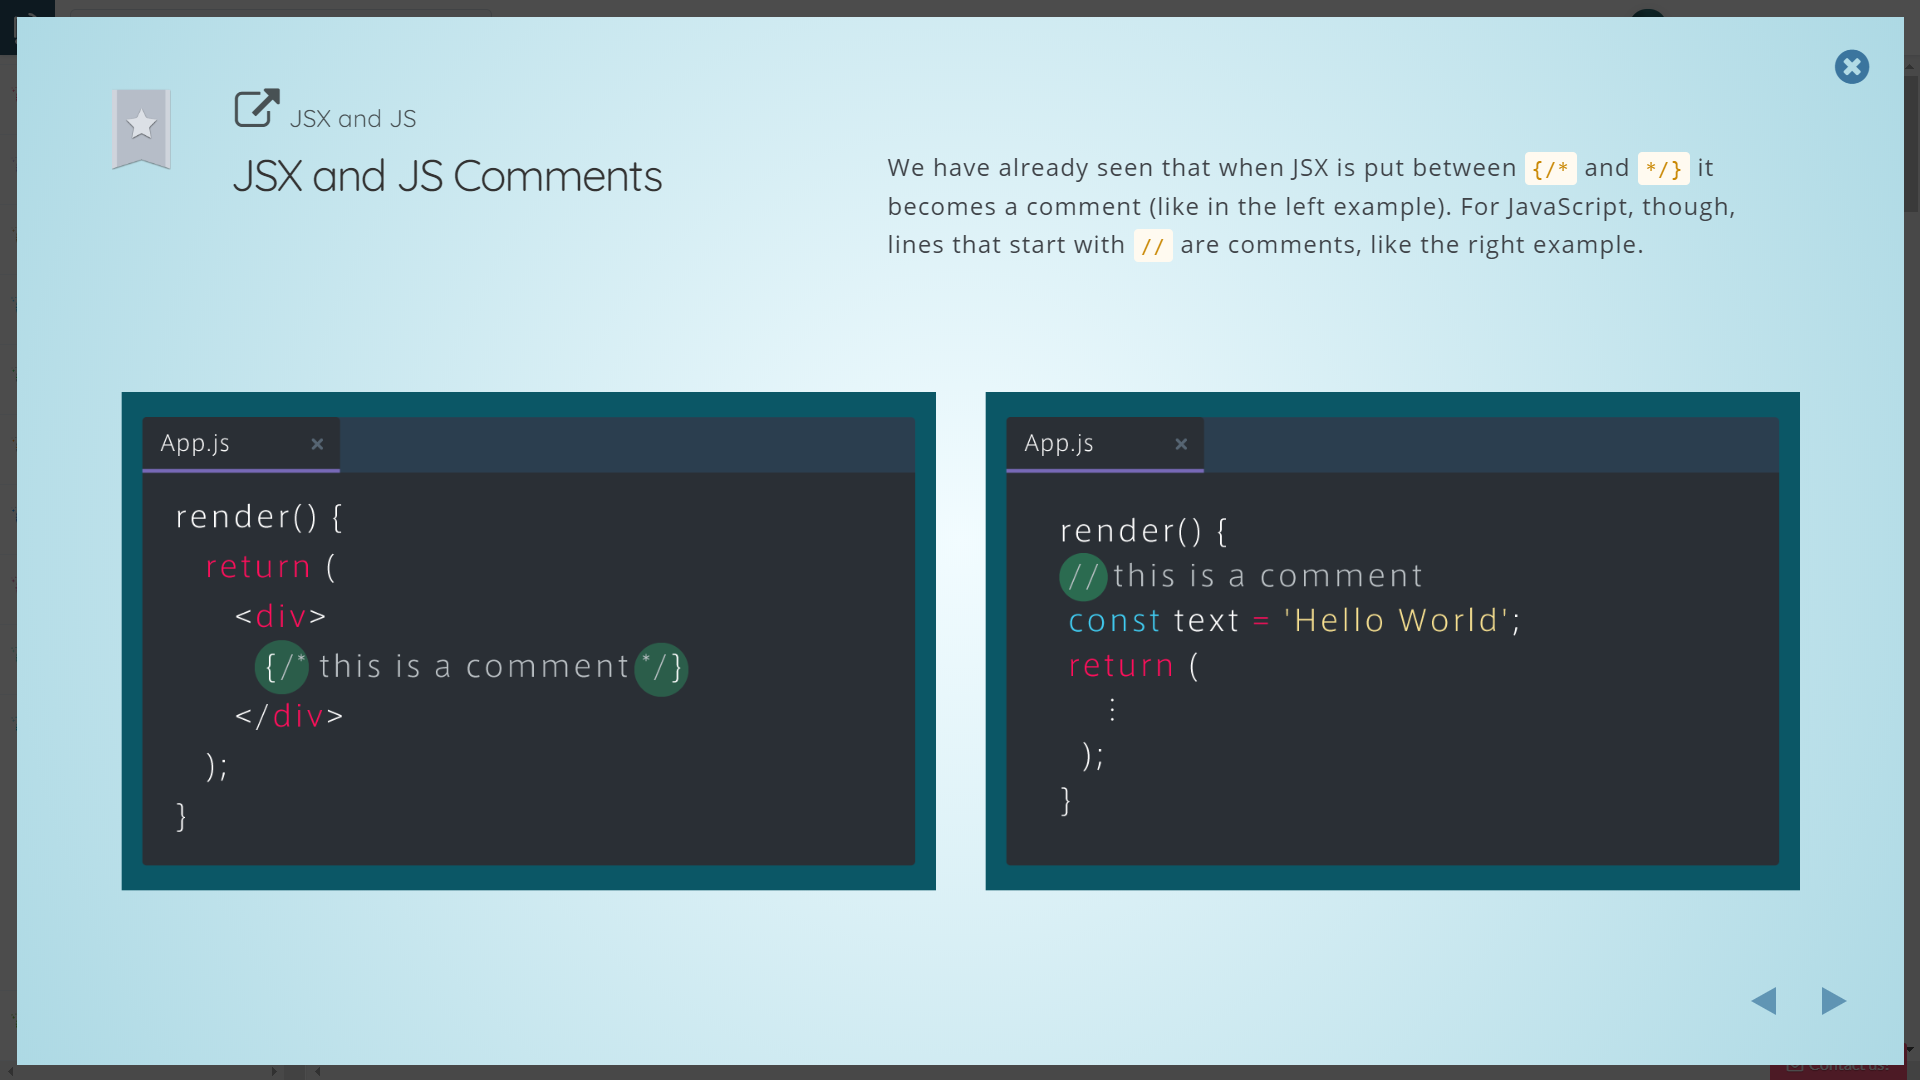 JSX and JS
JSX and JS Comments
We have already seen that when JSX is put between {/* and */} it
becomes a comment (like in the left example). For JavaScript, though,
lines that start with // are comments, like the right example.
App.js ×
render() {
return (
<div>
{/* this is a comment */}
</div>
);
}
App.js ×
render() {
// this is a comment
const text = 'Hello World';
return (
⋮
);
}
Contact us!